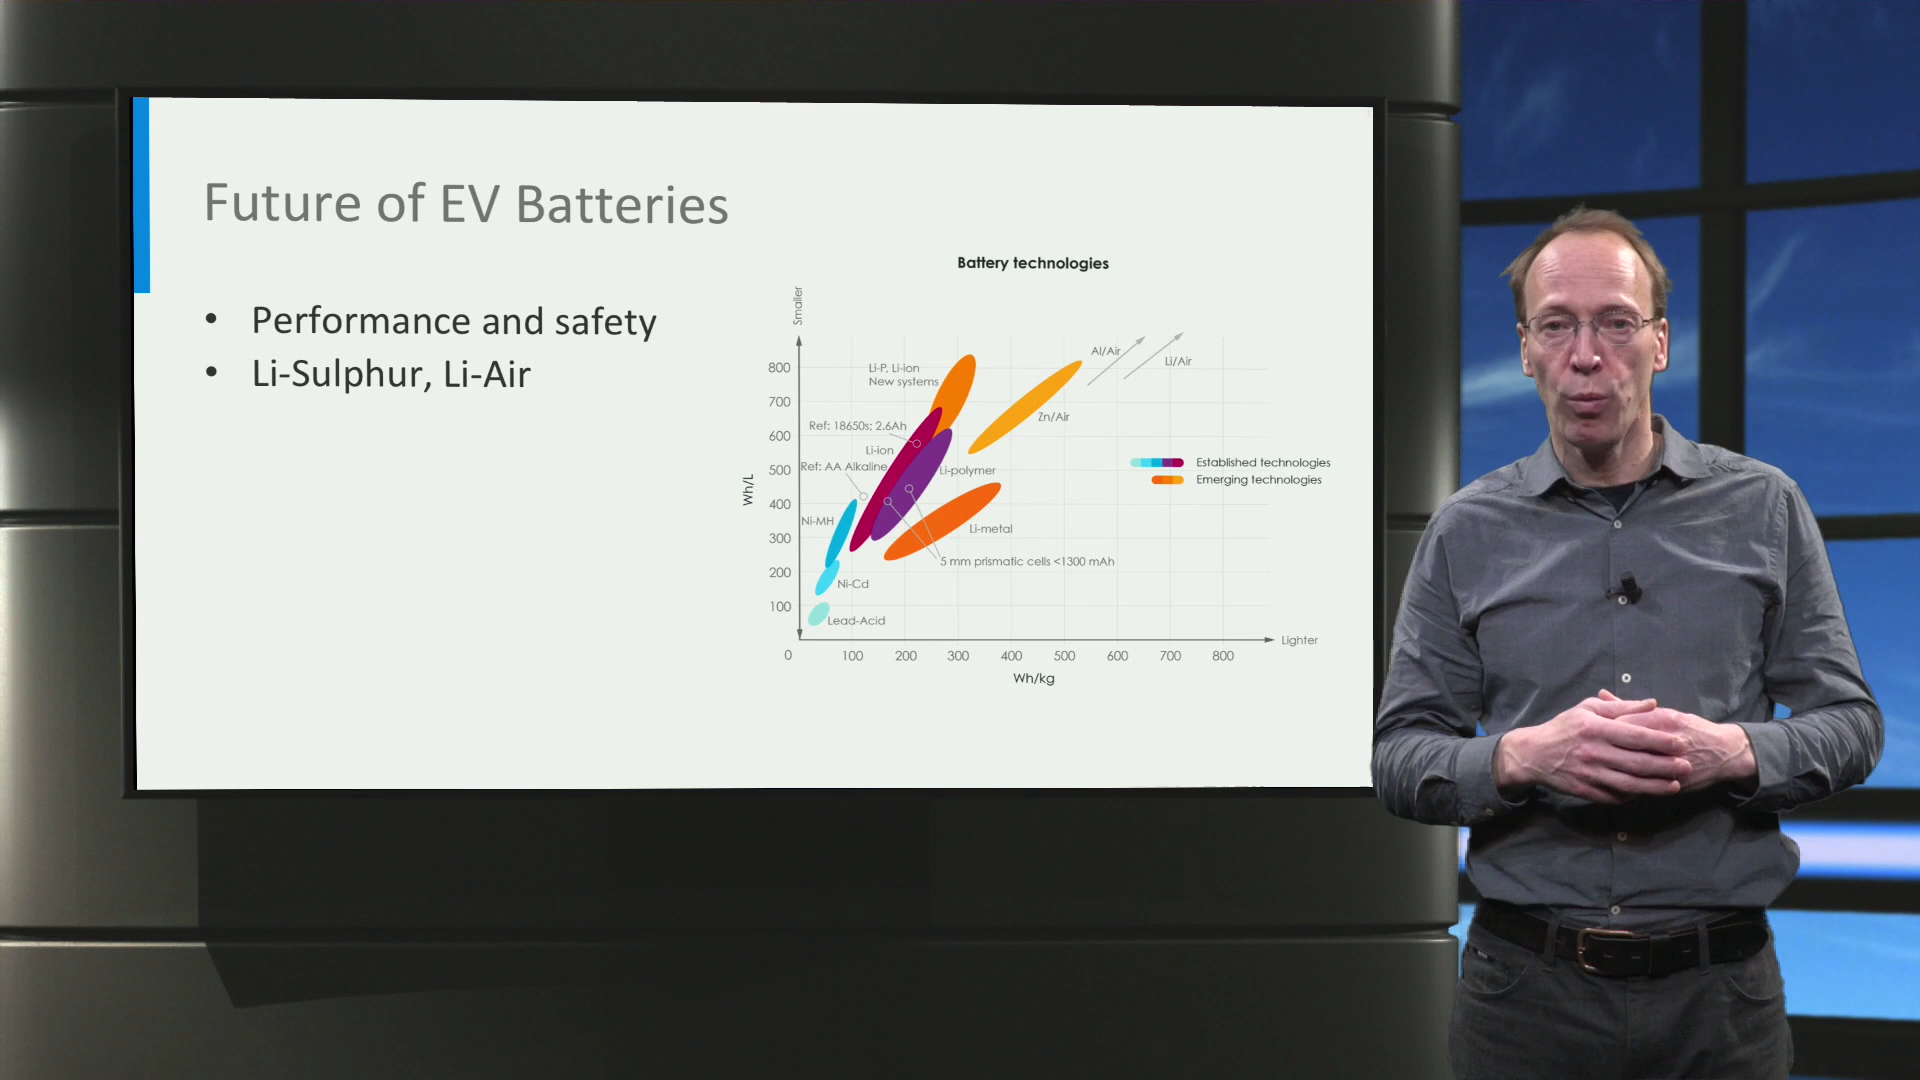 Future of EV Batteries
• Performance and safety
• Li-Sulphur, Li-Air
Battery technologies
Smaller
Wh/L
800
700
600
500
400
300
200
100
0
100
200
300
400
500
600
700
800
Lighter
Wh/kg
Li-P, Li-ion
New systems
Al/Air
Li/Air
Zn/Air
Ref: 18650s; 2.6Ah
Li-ion
Ref: AA Alkaline
Li-polymer
Ni-MH
Li-metal
5 mm prismatic cells <1300 mAh
Ni-Cd
Lead-Acid
Established technologies
Emerging technologies